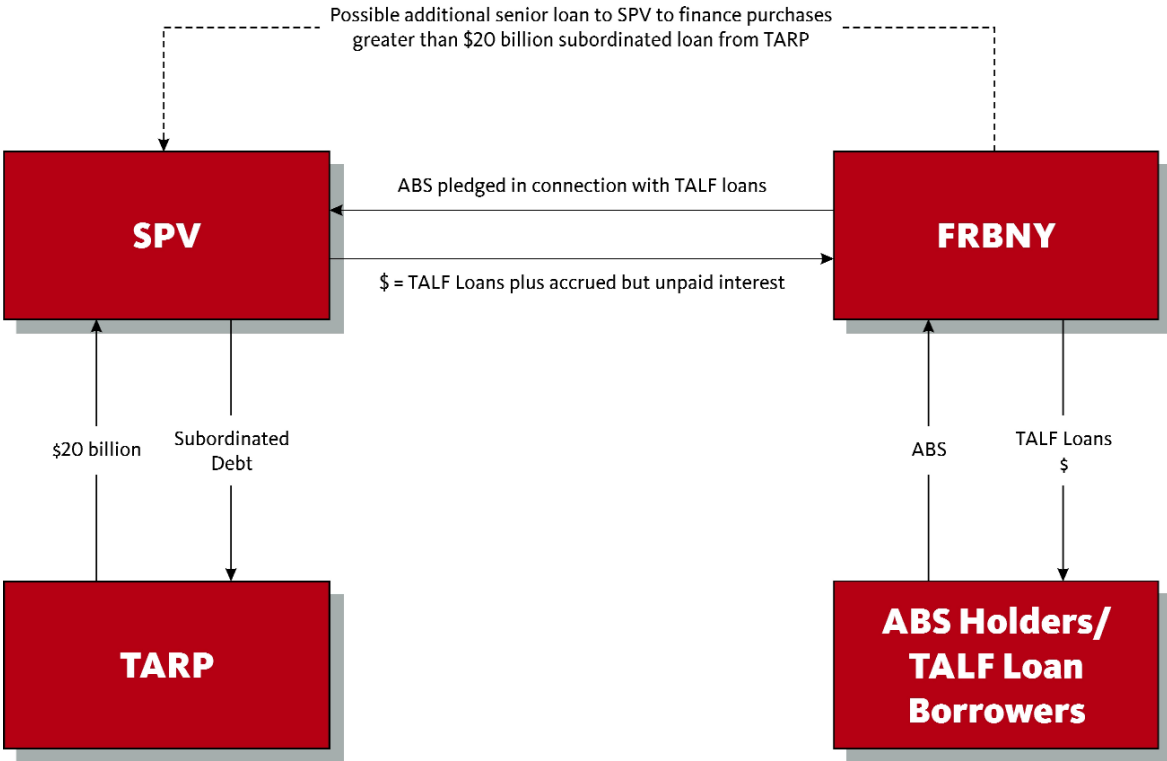 Possible additional senior loan to SPV to finance purchases
greater than $20 billion subordinated loan from TARP
SPV
ABS pledged in connection with TALF loans
$ = TALF Loans plus accrued but unpaid interest
FRBNY
$20 billion
Subordinated
Debt
ABS
TALF Loans
$
TARP
ABS Holders/
TALF Loan
Borrowers